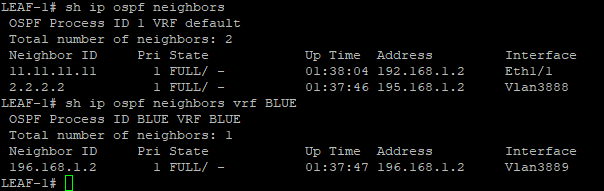 LEAF-1# sh ip ospf neighbors
 OSPF Process ID 1 VRF default
 Total number of neighbors: 2
 Neighbor ID     Pri State            Up Time  Address         Interface
 11.11.11.11       1 FULL/ -          01:38:04 192.168.1.2     Eth1/1
 2.2.2.2           1 FULL/ -          01:37:46 195.168.1.2     Vlan3888
LEAF-1# sh ip ospf neighbors vrf BLUE
 OSPF Process ID BLUE VRF BLUE
 Total number of neighbors: 1
 Neighbor ID     Pri State            Up Time  Address         Interface
 196.168.1.2       1 FULL/ -          01:37:47 196.168.1.2     Vlan3889
LEAF-1#